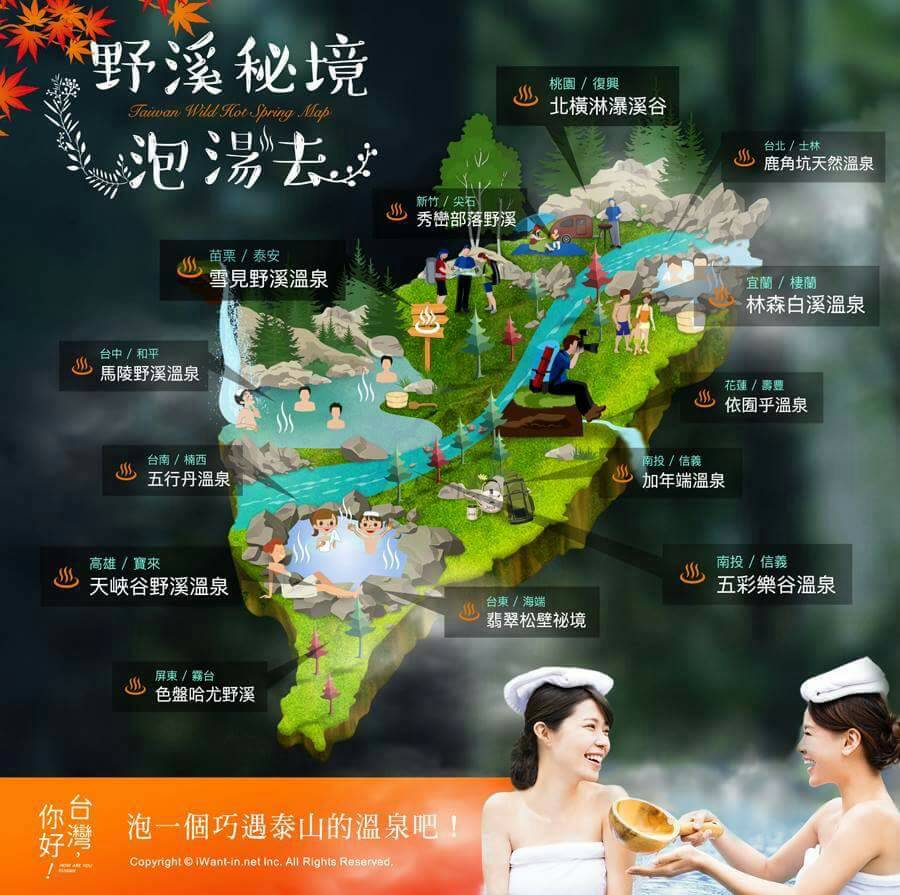 野溪秘境
Taiwan Wild Hot Spring Map
泡湯去
桃園 / 復興
北橫淋瀑溪谷
台北 / 士林
鹿角坑天然溫泉
新竹 / 尖石
秀巒部落野溪
苗栗 / 泰安
雪見野溪溫泉
宜蘭 / 棲蘭
林森白溪溫泉
台中 / 和平
馬陵野溪溫泉
花蓮 / 壽豐
依囿乎溫泉
台南 / 楠西
五行丹溫泉
南投 / 信義
加年端溫泉
高雄 / 寶來
天峽谷野溪溫泉
南投 / 信義
五彩樂谷溫泉
台東 / 海端
翡翠松壁祕境
屏東 / 霧台
色盤哈尤野溪
台灣，
你好！
HOW ARE YOU
泡一個巧遇泰山的溫泉吧！
Copyright © iWant-in.net Inc. All Rights Reserved.